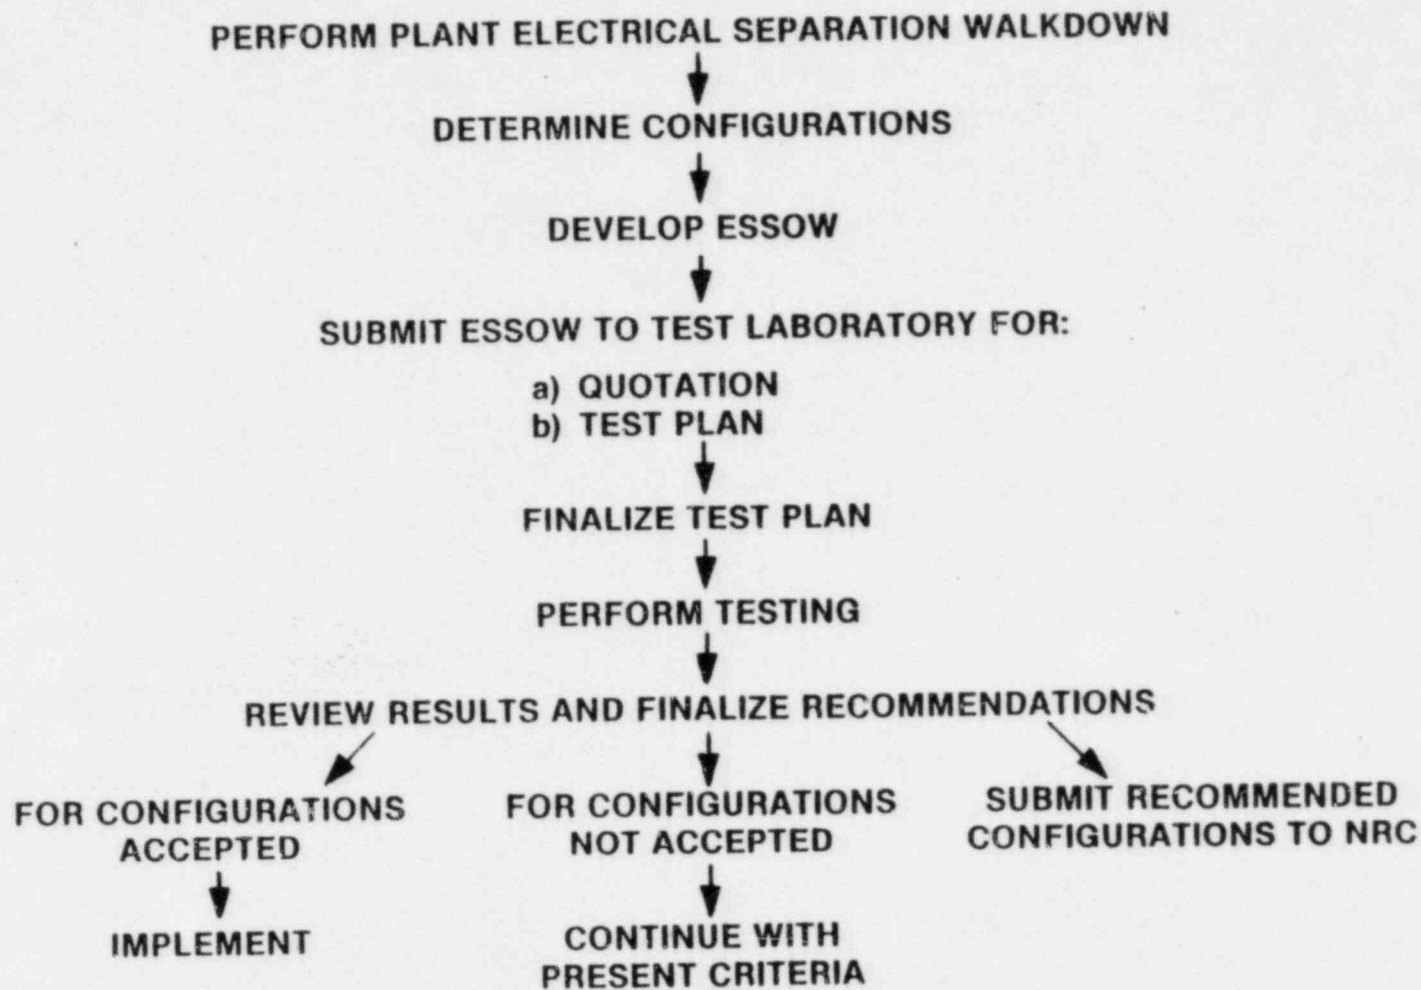 PERFORM PLANT ELECTRICAL SEPARATION WALKDOWN
DETERMINE CONFIGURATIONS
DEVELOP ESSOW
SUBMIT ESSOW TO TEST LABORATORY FOR:
a) QUOTATION
b) TEST PLAN
FINALIZE TEST PLAN
PERFORM TESTING
REVIEW RESULTS AND FINALIZE RECOMMENDATIONS
FOR CONFIGURATIONS
ACCEPTED
IMPLEMENT
FOR CONFIGURATIONS
NOT ACCEPTED
CONTINUE WITH
PRESENT CRITERIA
SUBMIT RECOMMENDED
CONFIGURATIONS TO NRC